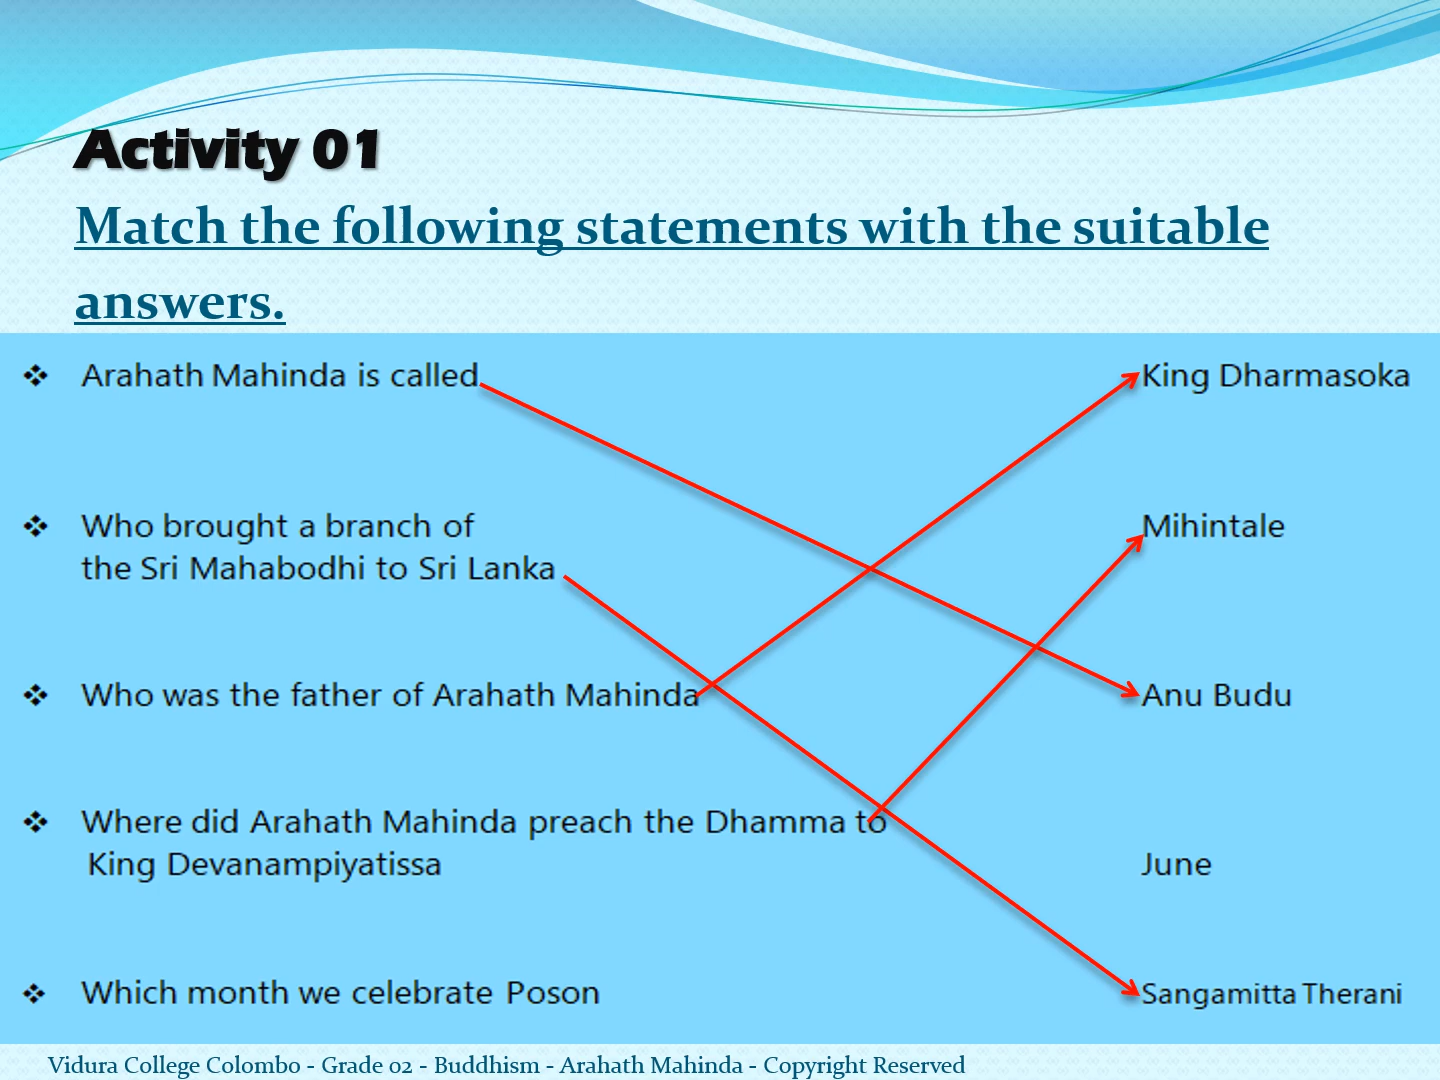 Activity 01
Match the following statements with the suitable
answers.
❖ Arahath Mahinda is called
King Dharmasoka
❖ Who brought a branch of
the Sri Mahabodhi to Sri Lanka
Mihintale
❖ Who was the father of Arahath Mahinda
Anu Budu
❖ Where did Arahath Mahinda preach the Dhamma to
King Devanampiyatissa
June
❖ Which month we celebrate Poson
Sangamitta Therani
Vidura College Colombo - Grade 02 - Buddhism - Arahath Mahinda - Copyright Reserved